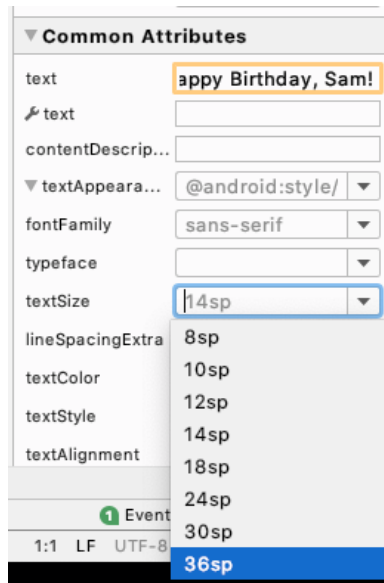 Common Attributes
text appy Birthday, Sam!
text
contentDescrip...
textAppeara... @android:style/
fontFamily sans-serif
typeface
textSize 14sp
lineSpacingExtra 8sp
10sp
textColor 12sp
textStyle 14sp
18sp
textAlignment
24sp
1 Event 30sp
1:1 LF UTF-8 36sp